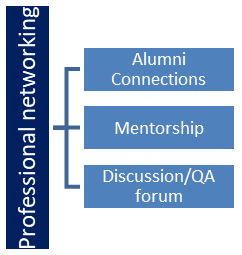 Professional networking
Alumni
Connections
Mentorship
Discussion/QA
forum